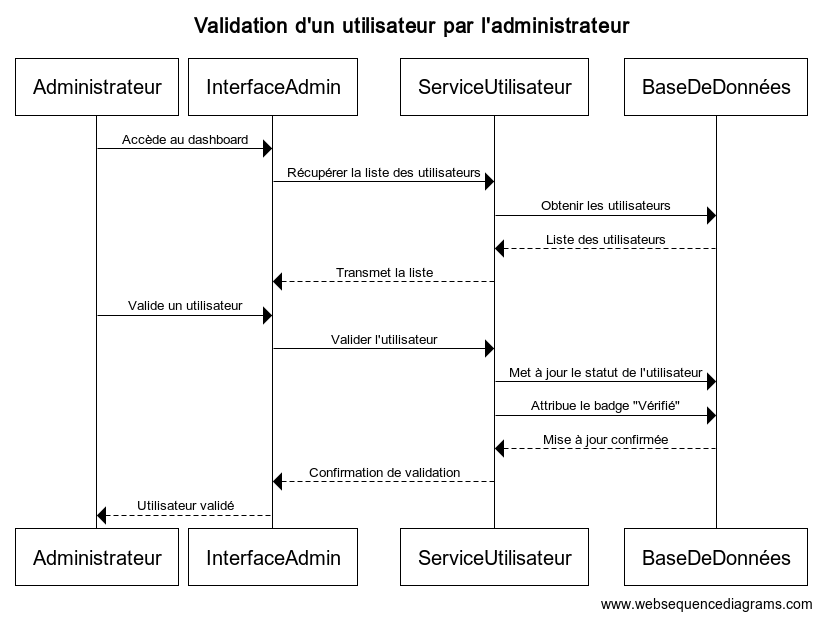 Validation d'un utilisateur par l'administrateur
Administrateur
InterfaceAdmin
ServiceUtilisateur
BaseDeDonnées
Accède au dashboard
Récupérer la liste des utilisateurs
Obtenir les utilisateurs
Liste des utilisateurs
Transmet la liste
Valide un utilisateur
Valider l'utilisateur
Met à jour le statut de l'utilisateur
Attribue le badge "Vérifié"
Mise à jour confirmée
Confirmation de validation
Utilisateur validé
Administrateur
InterfaceAdmin
ServiceUtilisateur
BaseDeDonnées
www.websequencediagrams.com